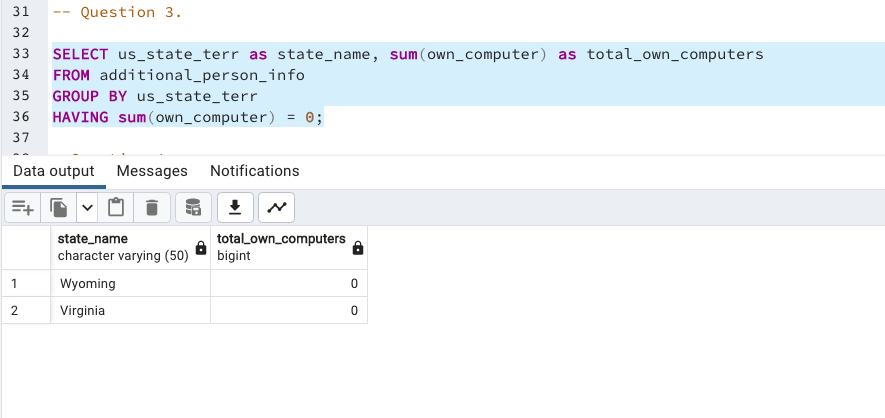 31 -- Question 3.
32
33 SELECT us_state_terr as state_name, sum(own_computer) as total_own_computers
34 FROM additional_person_info
35 GROUP BY us_state_terr
36 HAVING sum(own_computer) = 0;
37
Data output Messages Notifications
state_name total_own_computers
character varying (50) bigint
1 Wyoming 0
2 Virginia 0